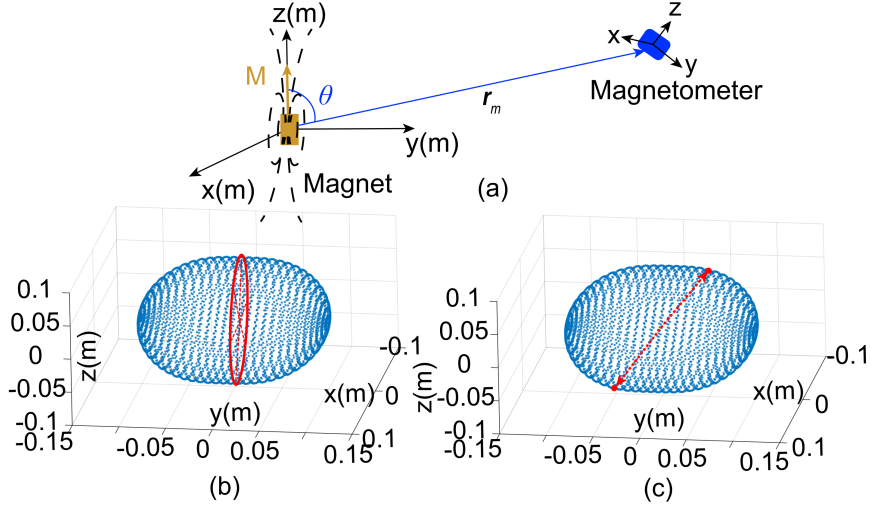 z(m)
z
x
M
θ
y
r_m
Magnetometer
y(m)
x(m)
Magnet
(a)
0.1
0.05
0
-0.05
-0.1
-0.15
z(m)
-0.05
0
0.05
0.15
y(m)
-0.1
0
0.1
x(m)
(b)
0.1
0.05
0
-0.05
-0.1
-0.15
z(m)
-0.05
0
0.05
0.15
y(m)
-0.1
0
0.1
x(m)
(c)